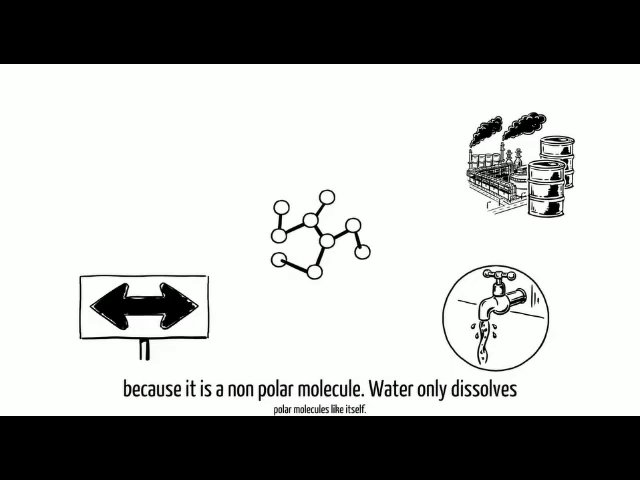 because it is a non polar molecule. Water only dissolves
polar molecules like itself.